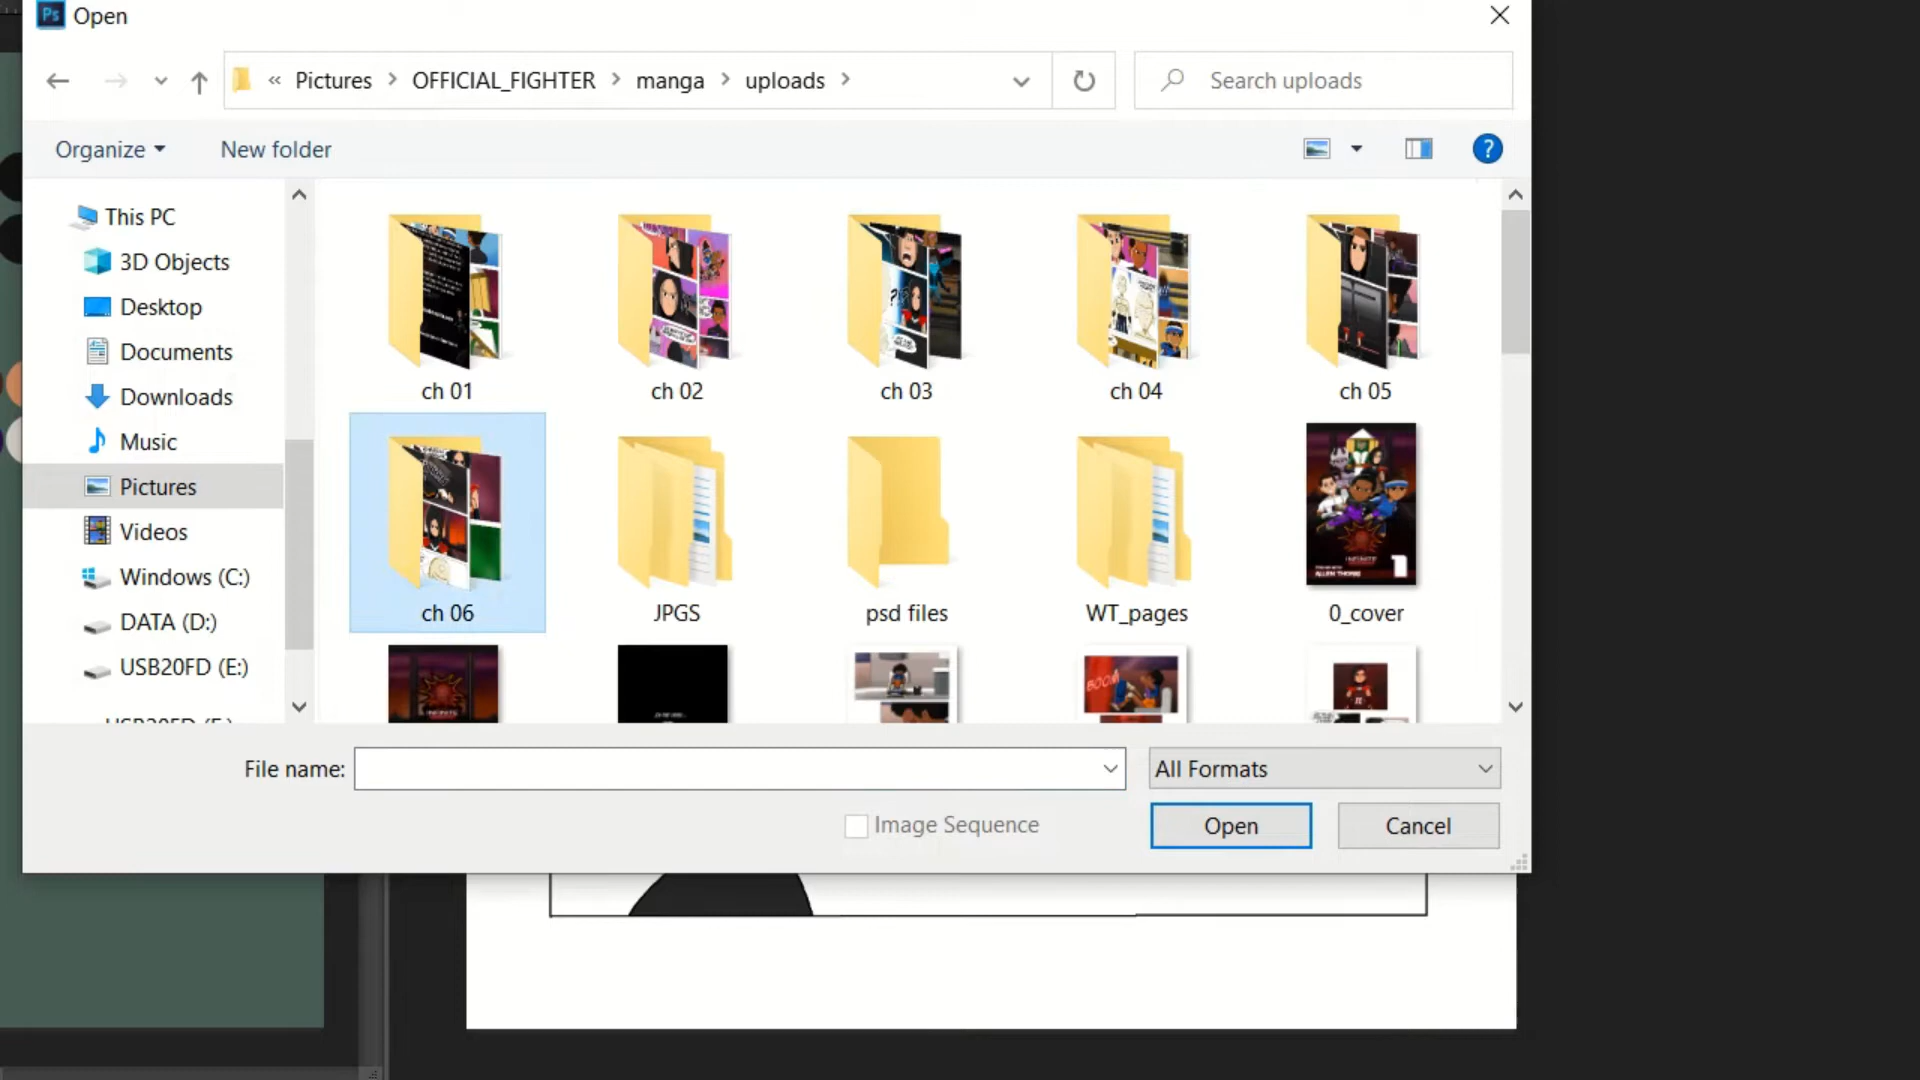 Ps Open
« Pictures > OFFICIAL_FIGHTER > manga > uploads >
Search uploads
Organize
New folder
?
This PC
3D Objects
Desktop
Documents
Downloads
Music
Pictures
Videos
Windows (C:)
DATA (D:)
USB20FD (E:)
ch 01
ch 02
ch 03
ch 04
ch 05
ch 06
JPGS
psd files
WT_pages
0_cover
BOOM
File name:
All Formats
Image Sequence
Open
Cancel